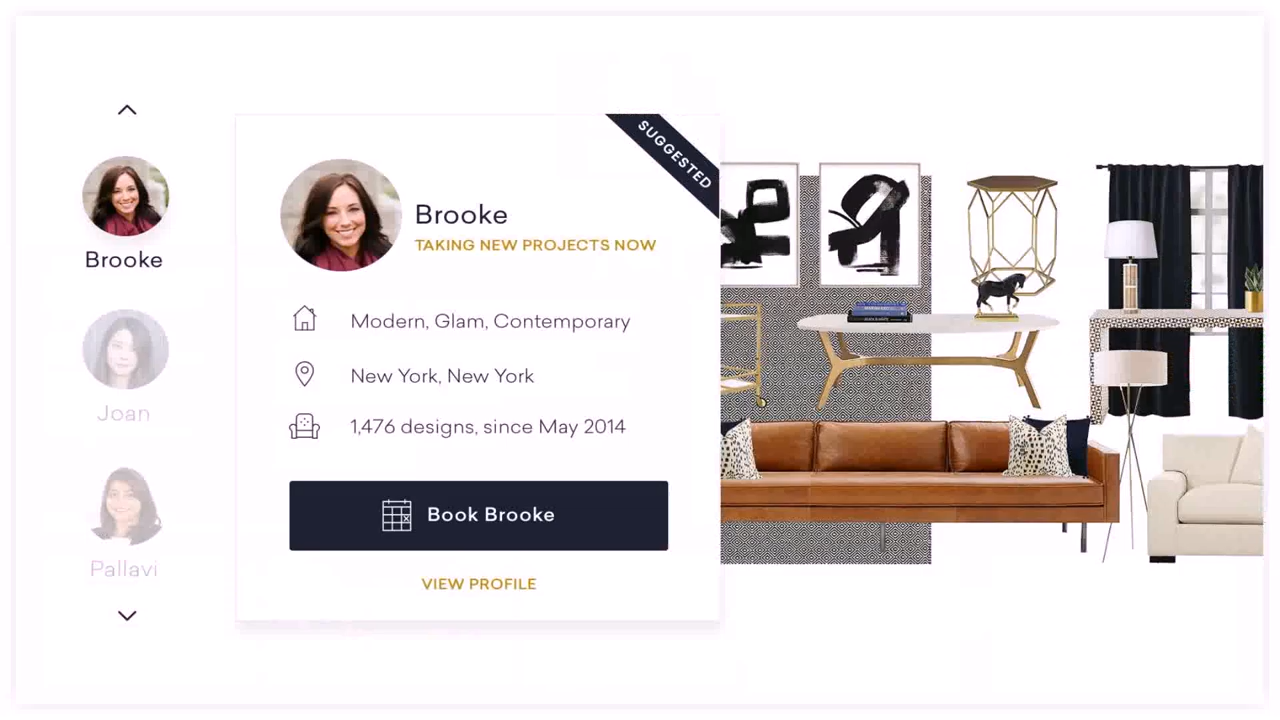 Brooke
Joan
Pallavi
SUGGESTED
Brooke
TAKING NEW PROJECTS NOW
Modern, Glam, Contemporary
New York, New York
1,476 designs, since May 2014
Book Brooke
VIEW PROFILE